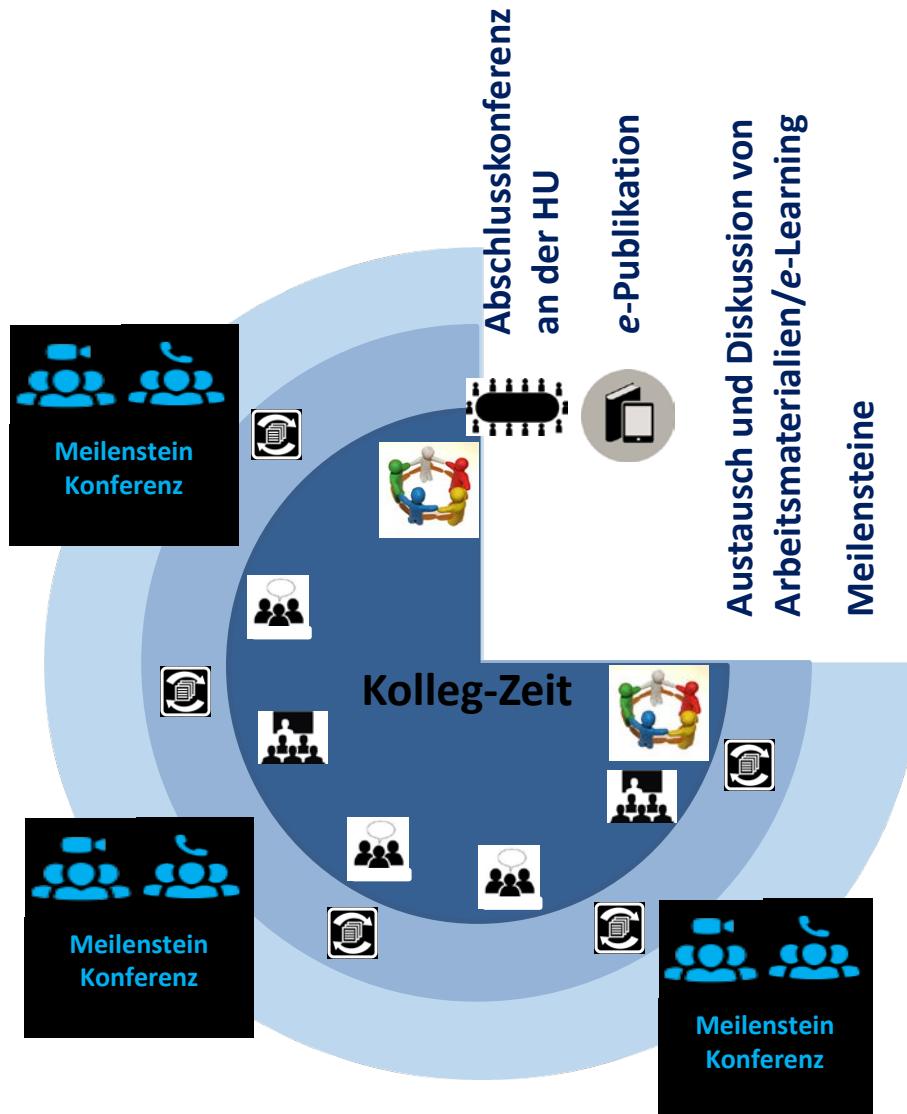 Abschlusskonferenz
an der HU
e-Publikation
Austausch und Diskussion von
Arbeitsmaterialien/e-Learning
Meilensteine
Meilenstein
Konferenz
Kolleg-Zeit
Meilenstein
Konferenz
Meilenstein
Konferenz